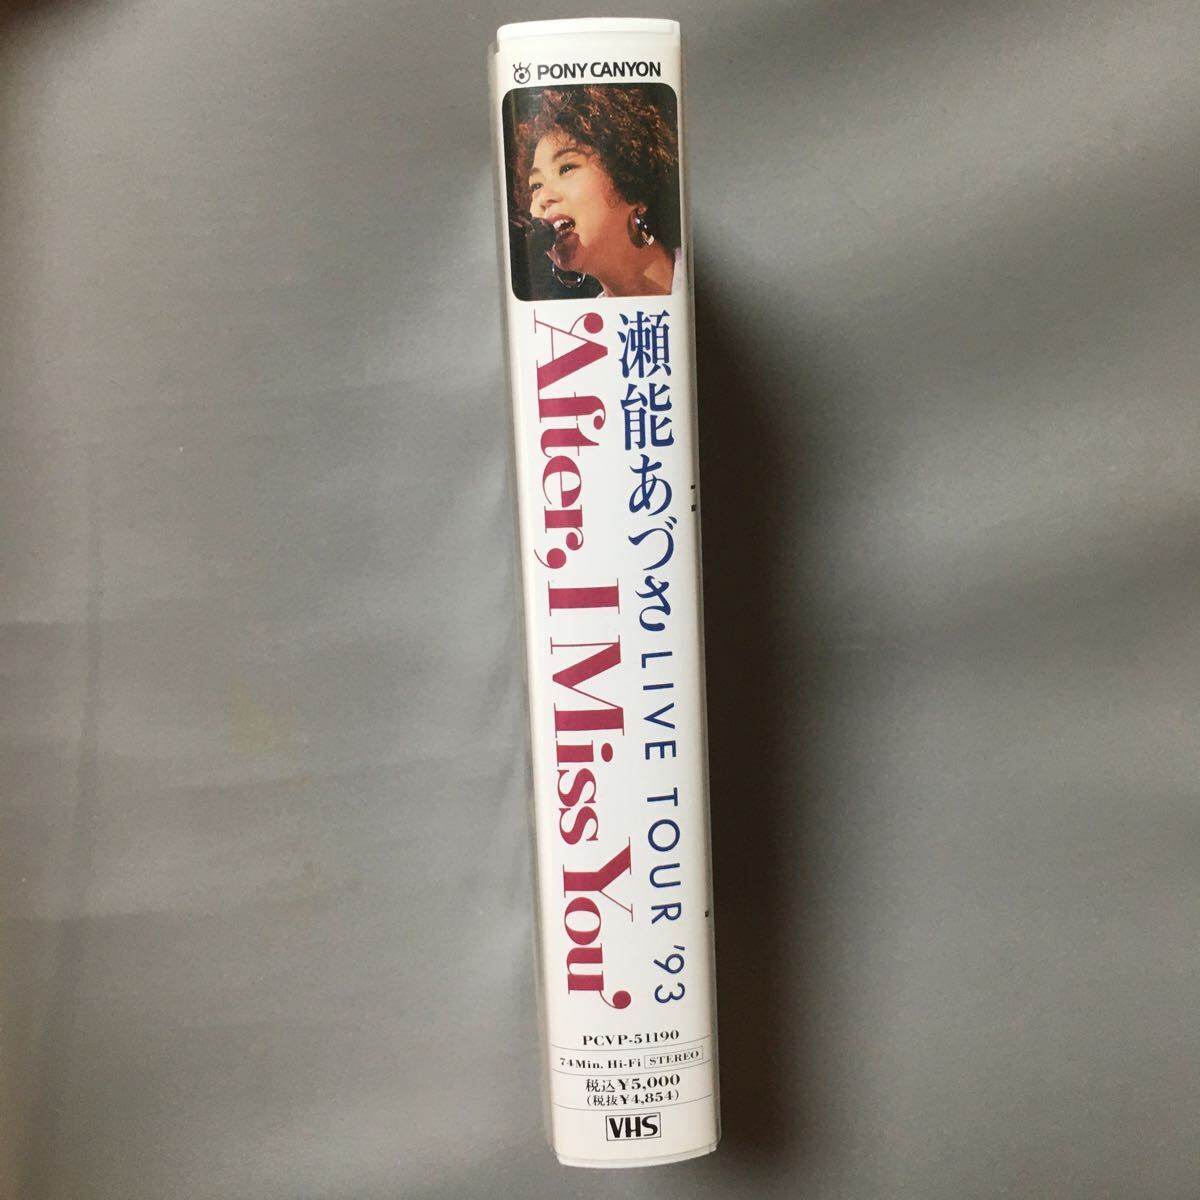 PONY CANYON
瀬能あづさ LIVE TOUR '93
'After, I Miss You'
PCVP-51190
74Min. Hi-Fi STEREO
税込¥5,000
(税抜¥4,854)
VHS